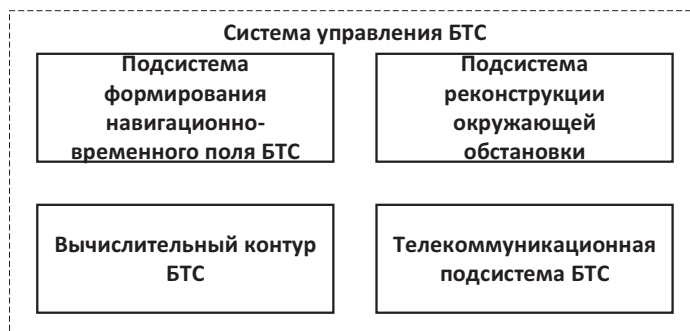 Система управления БТС
Подсистема
формирования
навигационно-
временного поля БТС
Подсистема
реконструкции
окружающей
обстановки
Вычислительный контур
БТС
Телекоммуникационная
подсистема БТС